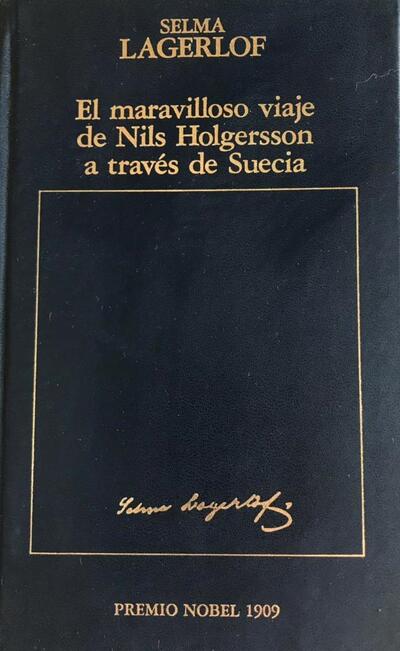 SELMA
LAGERLOF
El maravilloso viaje
de Nils Holgersson
a través de Suecia
Selma Lagerlöf
PREMIO NOBEL 1909